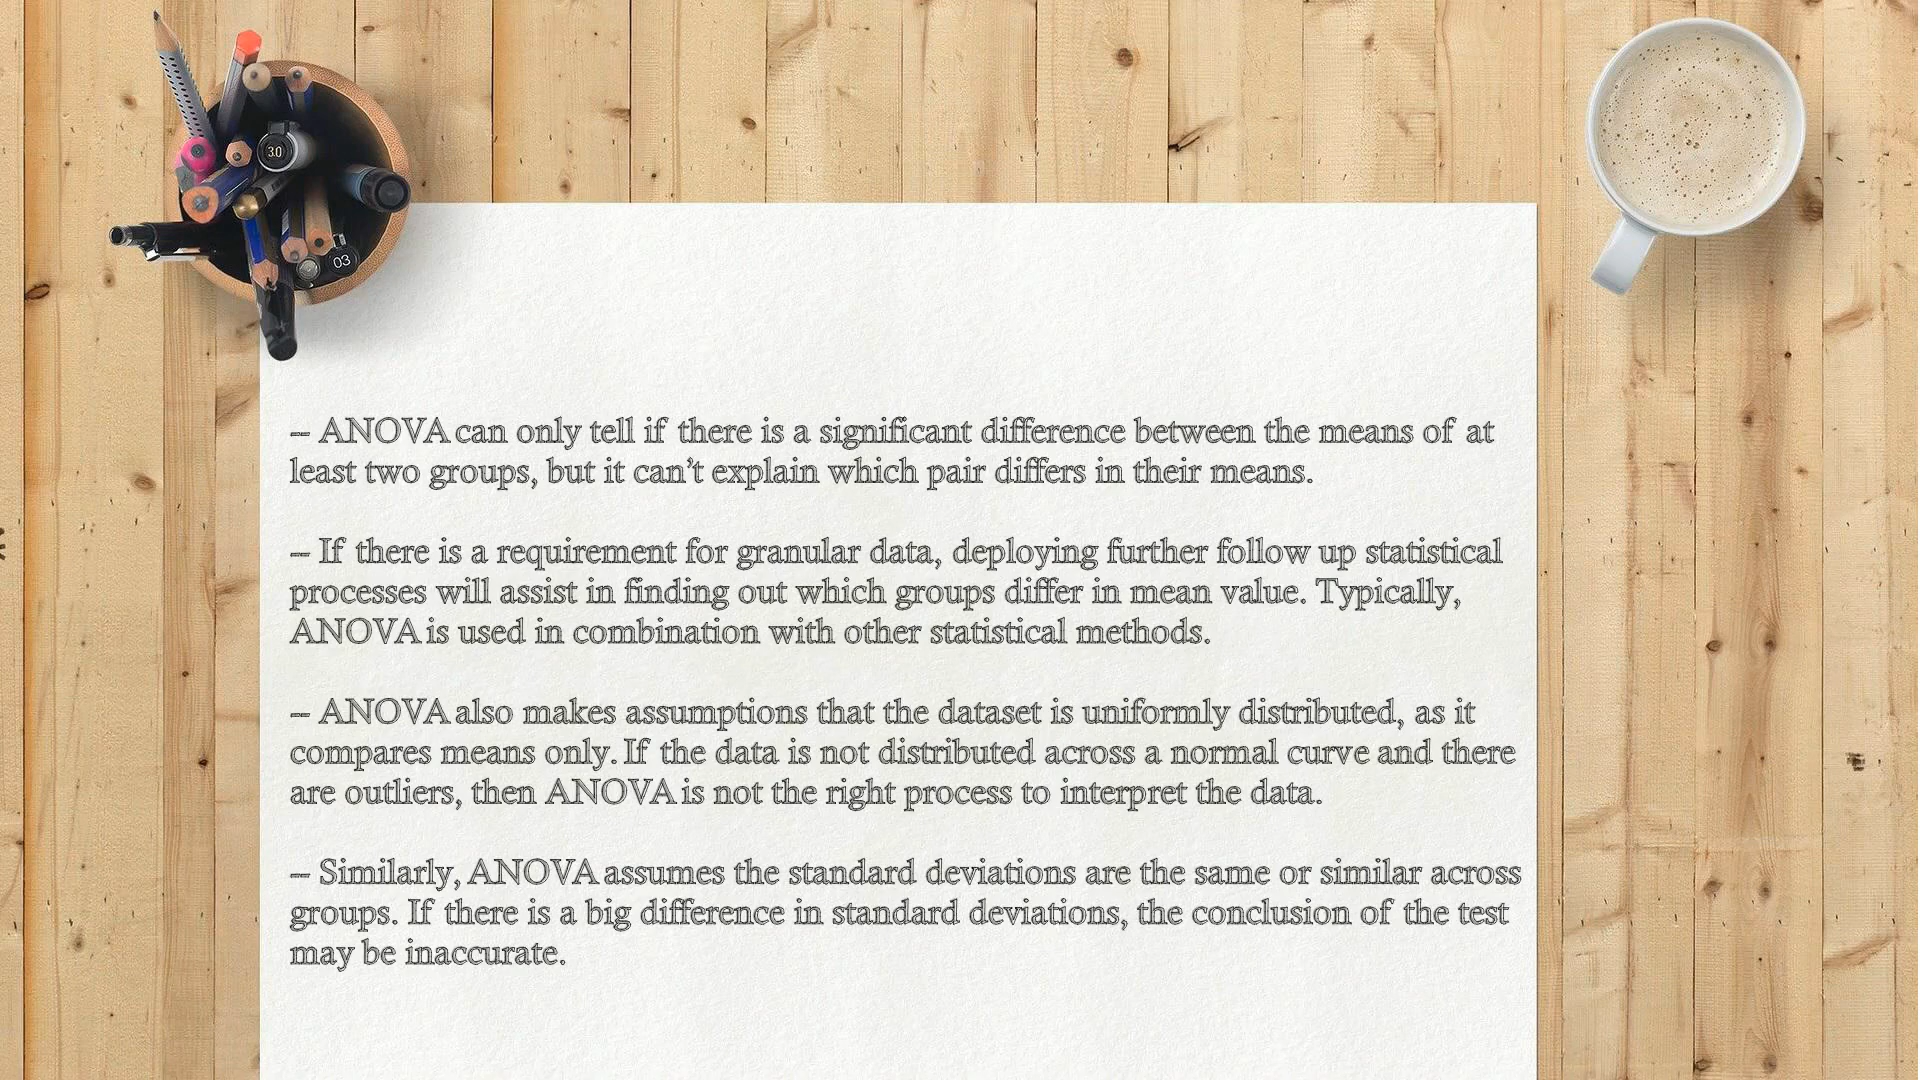 3.0
03
-- ANOVA can only tell if there is a significant difference between the means of at
least two groups, but it can't explain which pair differs in their means.
-- If there is a requirement for granular data, deploying further follow up statistical
processes will assist in finding out which groups differ in mean value. Typically,
ANOVA is used in combination with other statistical methods.
-- ANOVA also makes assumptions that the dataset is uniformly distributed, as it
compares means only. If the data is not distributed across a normal curve and there
are outliers, then ANOVA is not the right process to interpret the data.
-- Similarly, ANOVA assumes the standard deviations are the same or similar across
groups. If there is a big difference in standard deviations, the conclusion of the test
may be inaccurate.